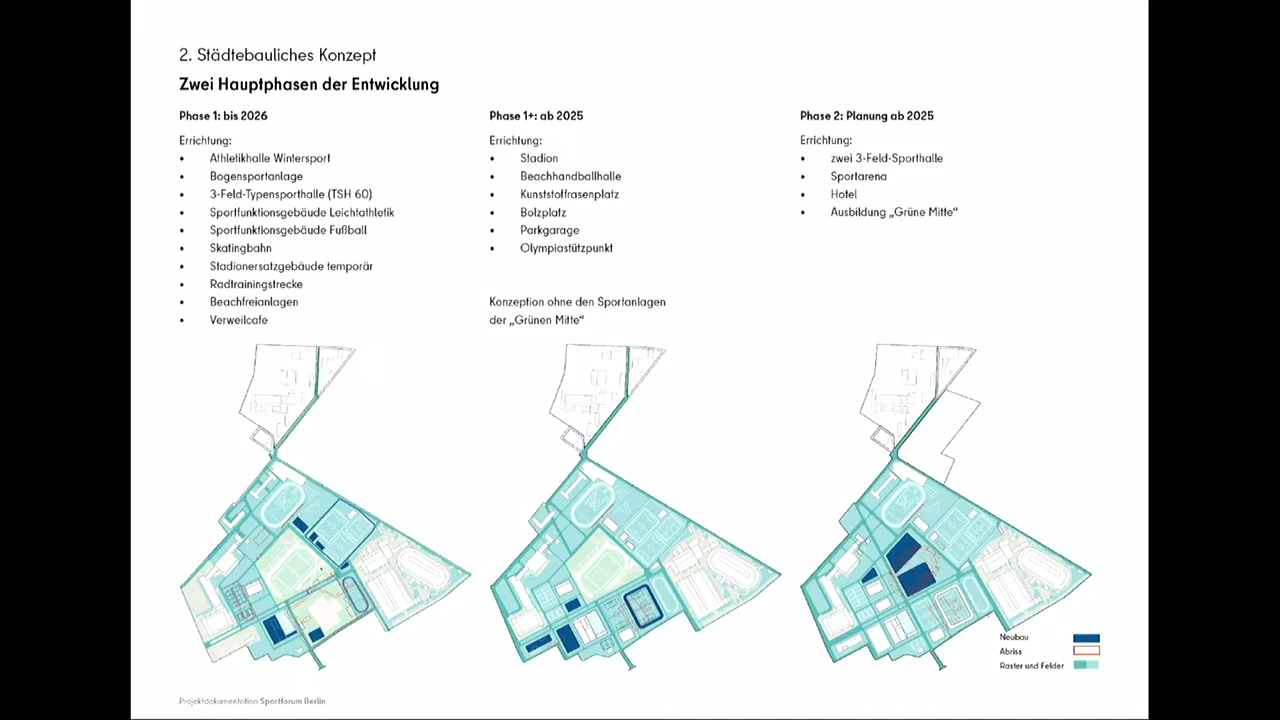 2. Städtebauliches Konzept
Zwei Hauptphasen der Entwicklung
Phase 1: bis 2026
Errichtung:
• Athletikhalle Wintersport
• Bogensportanlage
• 3-Feld-Typensporthalle (TSH 60)
• Sportfunktionsgebäude Leichtathletik
• Sportfunktionsgebäude Fußball
• Skatingbahn
• Stadionersatzgebäude temporär
• Radtrainingstrecke
• Beachfreianlagen
• Verweilcafe
Phase 1+: ab 2025
Errichtung:
• Stadion
• Beachhandballhalle
• Kunststoffrasenplatz
• Bolzplatz
• Parkgarage
• Olympiastützpunkt
Konzeption ohne den Sportanlagen
der „Grünen Mitte“
Phase 2: Planung ab 2025
Errichtung:
• zwei 3-Feld-Sporthalle
• Sportarena
• Hotel
• Ausbildung „Grüne Mitte“
Neubau
Abriss
Raster und Felder
Projektdokumentation Sportforum Berlin